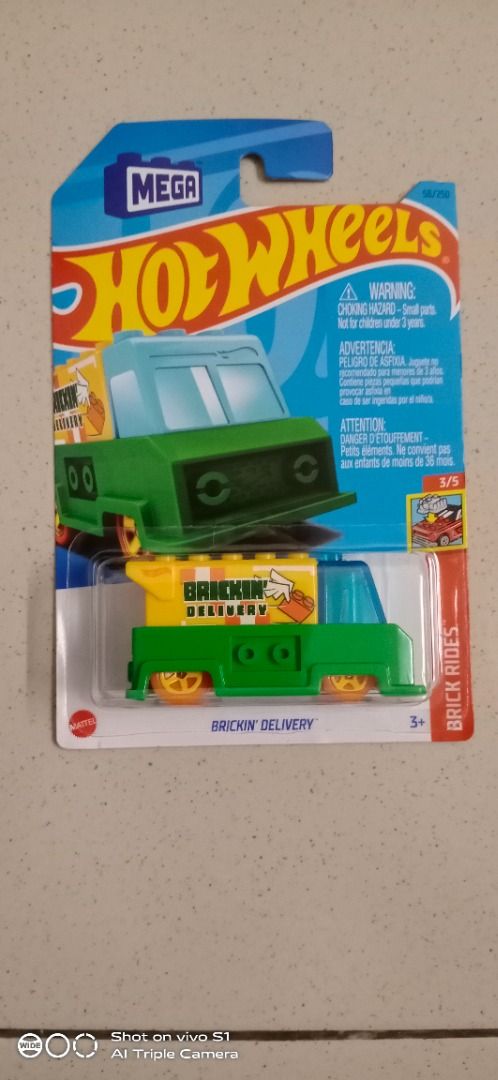 MEGA
58/250
HOT WHEELS
WARNING:
CHOKING HAZARD – Small parts.
Not for children under 3 years.
ADVERTENCIA:
PELIGRO DE ASFIXIA. Juguete no
recomendado para menores de 3 años.
Contiene piezas pequeñas que podrían
provocar asfixia en
caso de ser ingeridas por el niño/a.
ATTENTION:
DANGER D'ÉTOUFFEMENT –
Petits éléments. Ne convient pas
aux enfants de moins de 36 mois.
3/5
DELIVERY
BRICKIN'
DELIVERY
BRICK RIDES™
MATTEL
BRICKIN' DELIVERY™
3+
WIDE
Shot on vivo S1
AI Triple Camera